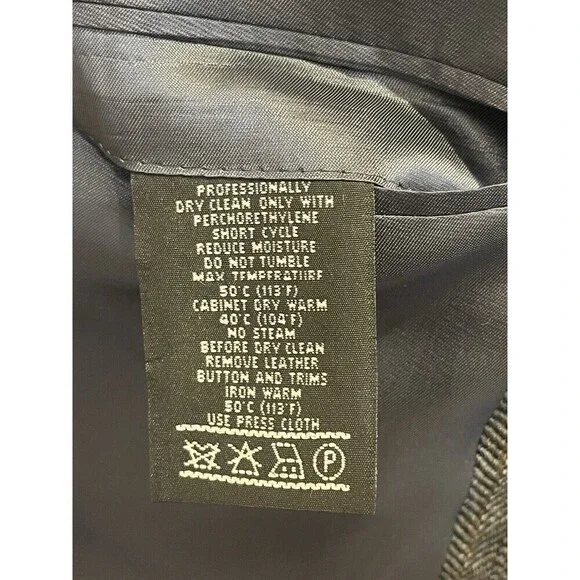 PROFESSIONALLY
DRY CLEAN ONLY WITH
PERCHORETHYLENE
SHORT CYCLE
REDUCE MOISTURE
DO NOT TUMBLE
MAX TEMPERATURE
50°C (113°F)
CABINET DRY WARM
40°C (104°F)
NO STEAM
BEFORE DRY CLEAN
REMOVE LEATHER
BUTTON AND TRIMS
IRON WARM
50°C (113°F)
USE PRESS CLOTH
P